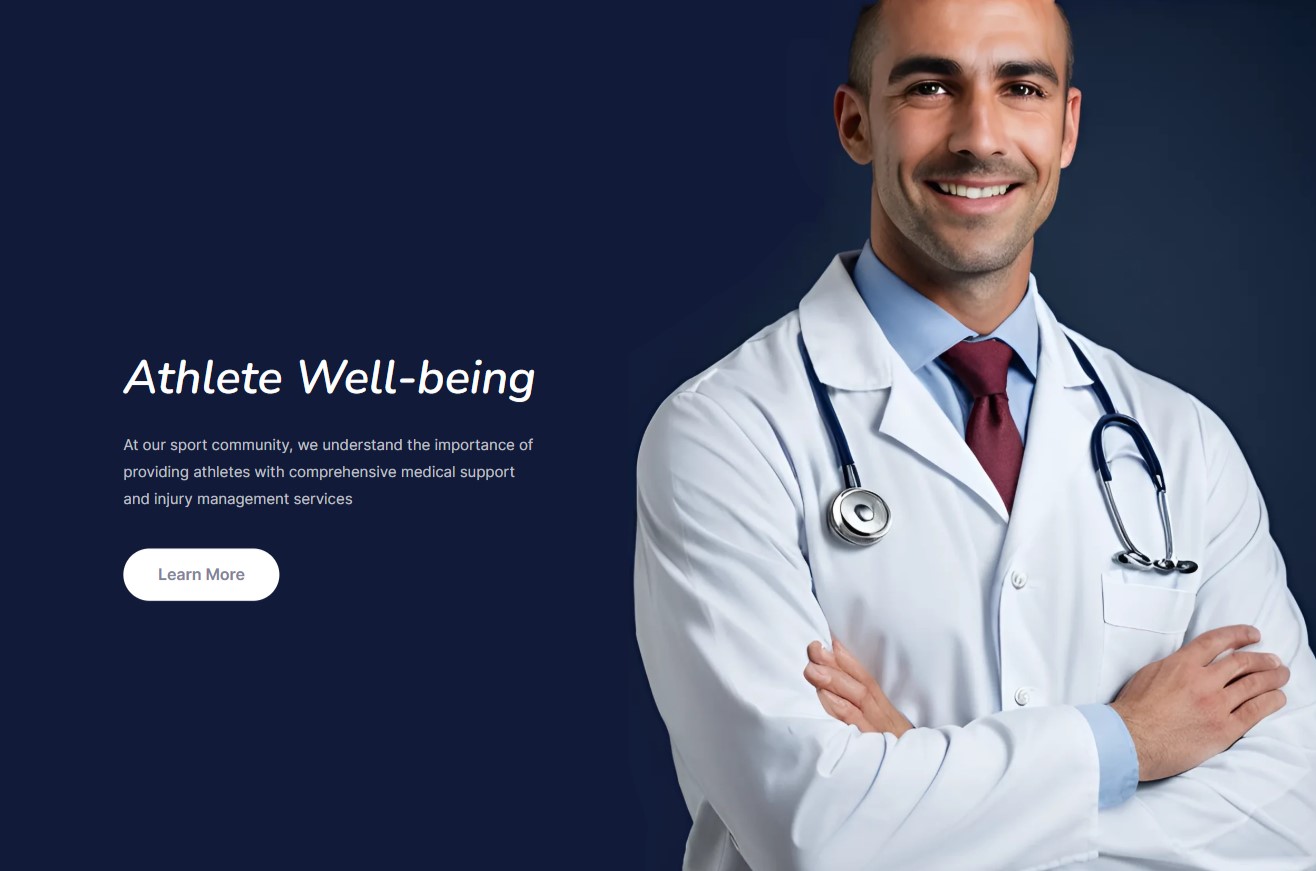 Athlete Well-being
At our sport community, we understand the importance of
providing athletes with comprehensive medical support
and injury management services
Learn More